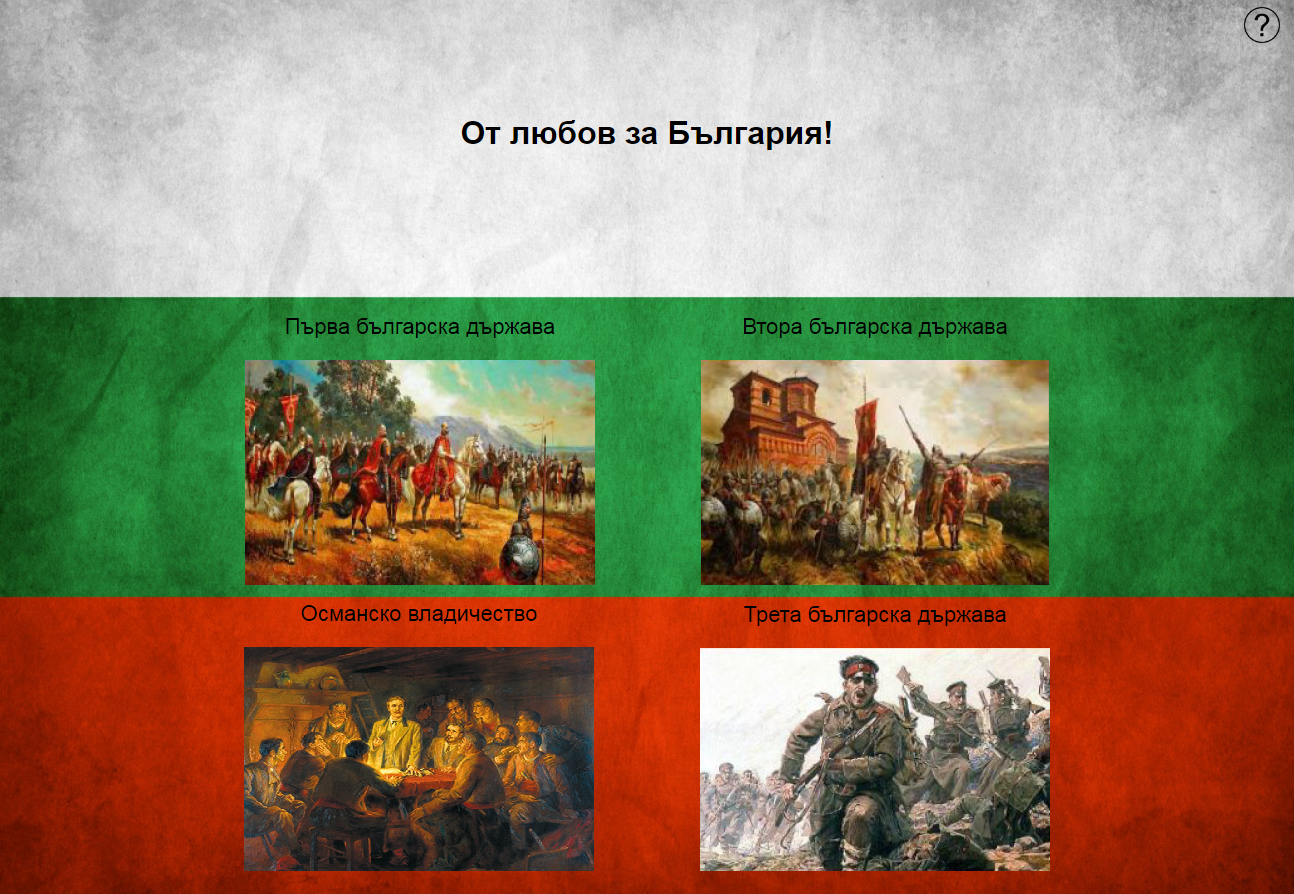 ?
От любов за България!
Първа българска държава
Втора българска държава
Османско владичество
Трета българска държава